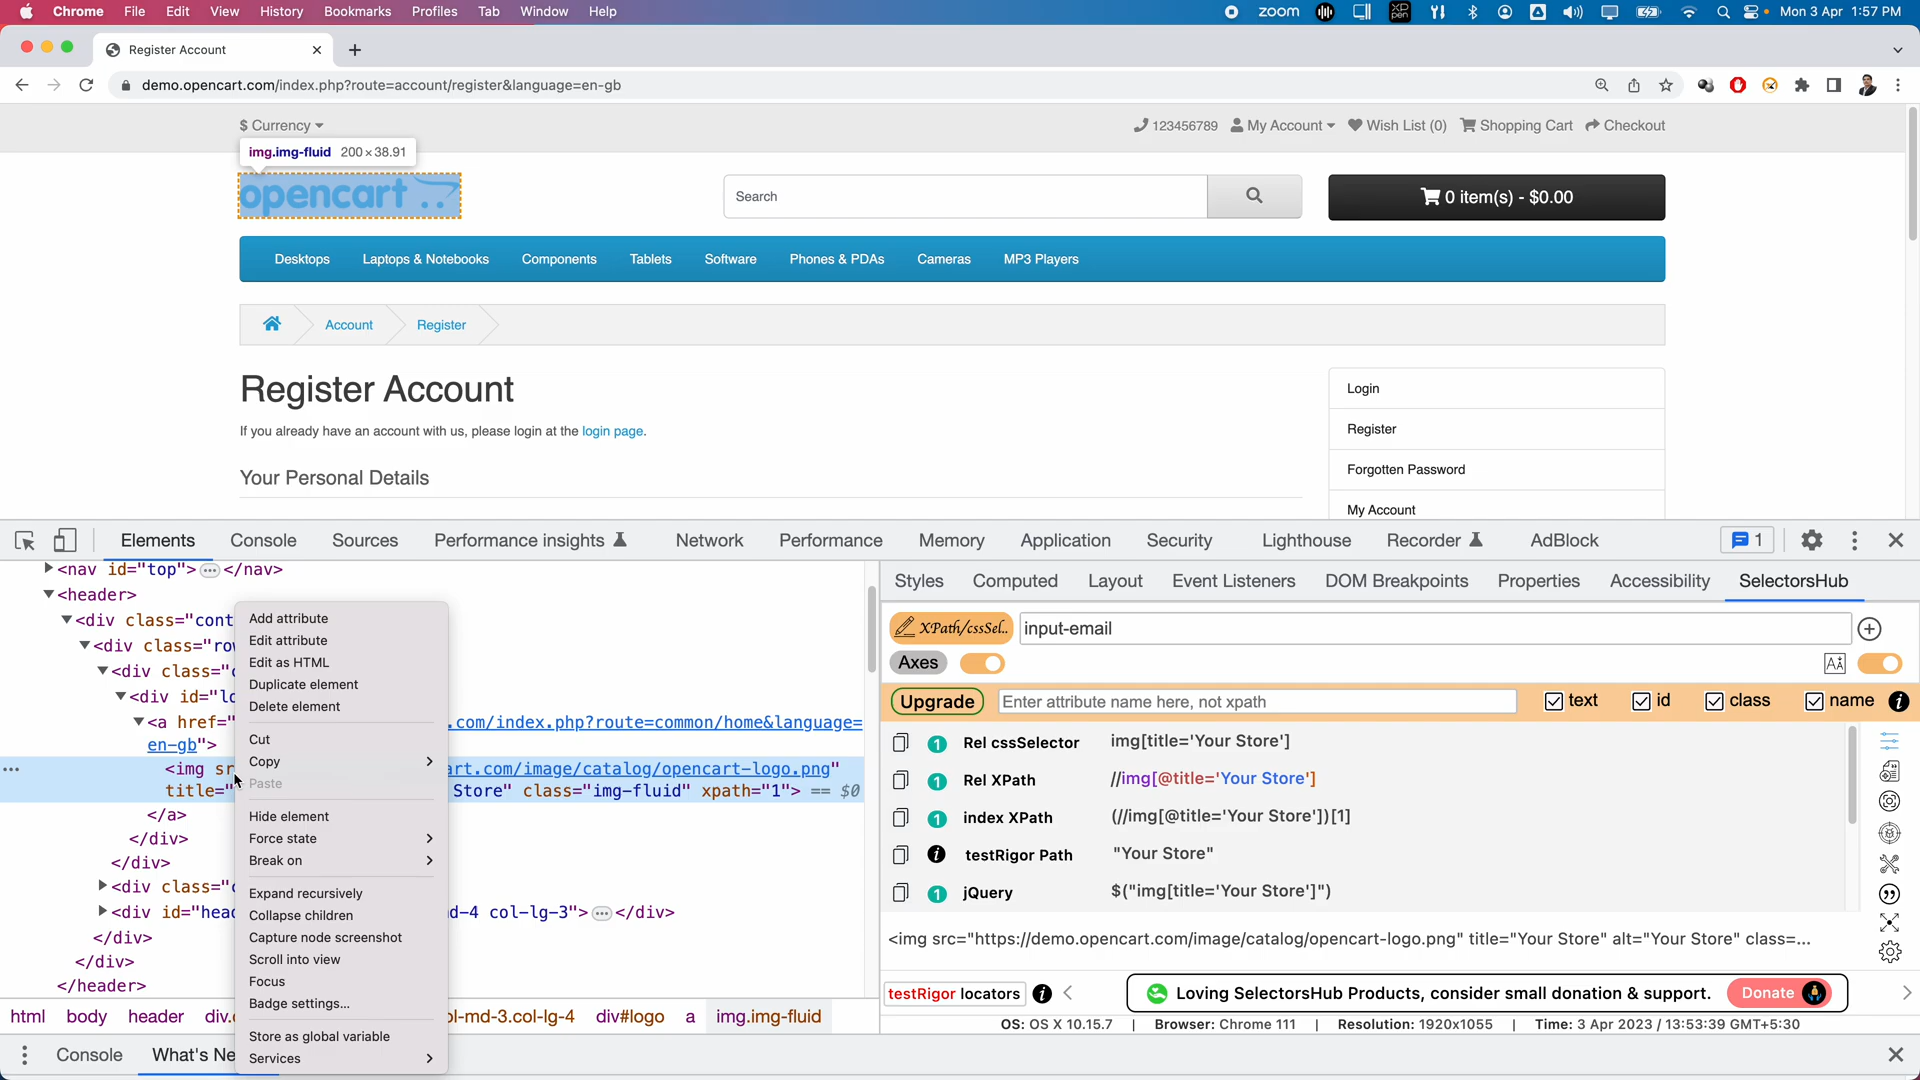 Chrome File Edit View History Bookmarks Profiles Tab Window Help
zoom
XP PEN
Mon 3 Apr 1:57 PM
Register Account
demo.opencart.com/index.php?route=account/register&language=en-gb
$ Currency
123456789 My Account Wish List (0) Shopping Cart Checkout
img.img-fluid 200×38.91
opencart
Search
0 item(s) - $0.00
Desktops Laptops & Notebooks Components Tablets Software Phones & PDAs Cameras MP3 Players
Account Register
Register Account
If you already have an account with us, please login at the login page.
Your Personal Details
Login
Register
Forgotten Password
My Account
Elements Console Sources Performance insights Network Performance Memory Application Security Lighthouse Recorder AdBlock 1
<nav id="top"> ⋯ </nav>
<header>
<div class="cont
<div class="rov
<div class="c
<div id="lo
<a href=" .com/index.php?route=common/home&language=
en-gb">
<img sr art.com/image/catalog/opencart-logo.png"
title=" Store" class="img-fluid" xpath="1"> == $0
</a>
</div>
</div>
<div class="c
<div id="head d-4 col-lg-3"> ⋯ </div>
</div>
</div>
</header>
Add attribute
Edit attribute
Edit as HTML
Duplicate element
Delete element
Cut
Copy
Paste
Hide element
Force state
Break on
Expand recursively
Collapse children
Capture node screenshot
Scroll into view
Focus
Badge settings...
Store as global variable
Services
html body header div. ol-md-3.col-lg-4 div#logo a img.img-fluid
Console What's Ne
Styles Computed Layout Event Listeners DOM Breakpoints Properties Accessibility SelectorsHub
XPath/cssSel.. input-email
Axes
Upgrade Enter attribute name here, not xpath text id class name
1 Rel cssSelector img[title='Your Store']
1 Rel XPath //img[@title='Your Store']
1 index XPath (//img[@title='Your Store'])[1]
testRigor Path "Your Store"
1 jQuery $("img[title='Your Store']")
<img src="https://demo.opencart.com/image/catalog/opencart-logo.png" title="Your Store" alt="Your Store" class=...
testRigor locators
Loving SelectorsHub Products, consider small donation & support. Donate
OS: OS X 10.15.7 | Browser: Chrome 111 | Resolution: 1920x1055 | Time: 3 Apr 2023 / 13:53:39 GMT+5:30